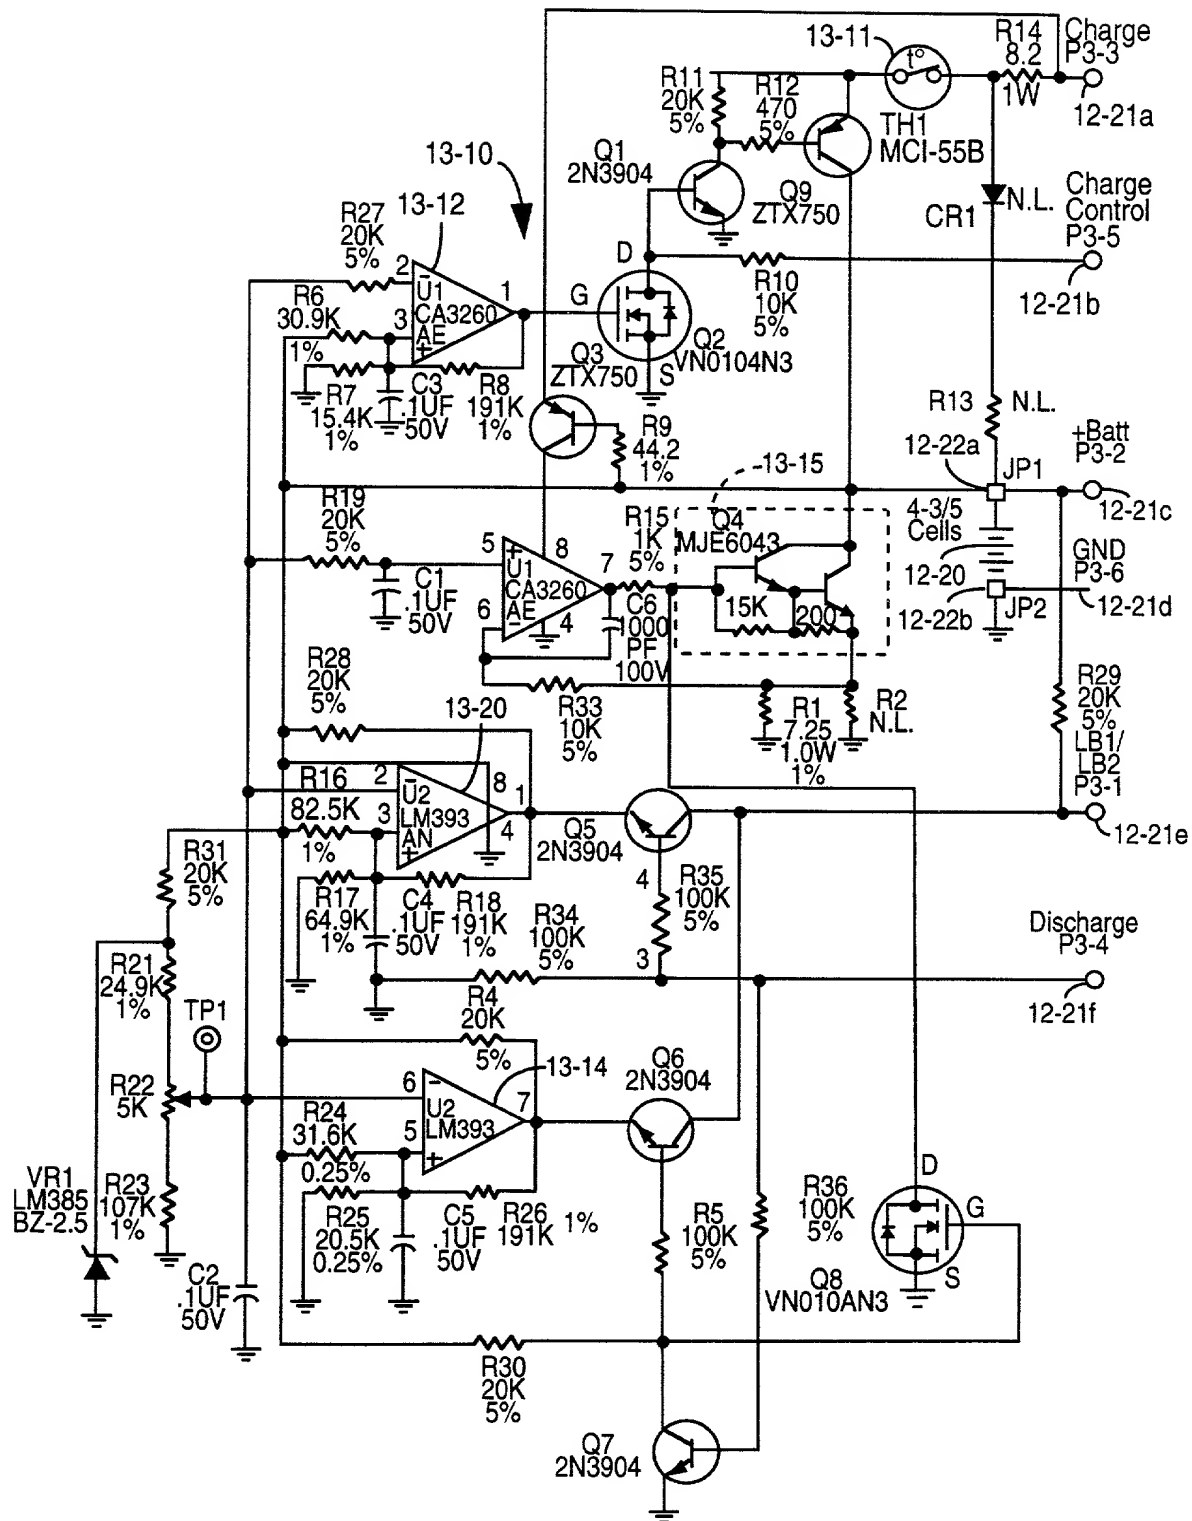 13-11
R14
8.2
1W
Charge
P3-3
12-21a
R11
20K
5%
R12
470
5%
t°
TH1
MCI-55B
13-10
Q1
2N3904
Q9
ZTX750
CR1
N.L.
Charge
Control
P3-5
12-21b
R27
20K
5%
13-12
2
-
U1
CA3260
AE
+
3
1
R6
30.9K
1%
R7
15.4K
1%
C3
.1UF
50V
R8
191K
1%
G
D
S
Q3
ZTX750
Q2
VN0104N3
R10
10K
5%
R9
44.2
1%
R13
N.L.
12-22a
JP1
+Batt
P3-2
12-21c
13-15
R19
20K
5%
C1
.1UF
50V
5
+
U1
CA3260
AE
-
6
8
7
4
R15
1K
5%
C6
1000
PF
100V
Q4
MJE6043
15K
200
4-3/5
Cells
12-20
12-22b
JP2
GND
P3-6
12-21d
R28
20K
5%
R33
10K
5%
R1
7.25
1.0W
1%
R2
N.L.
R29
20K
5%
LB1/
LB2
P3-1
12-21e
13-20
R16
82.5K
1%
2
-
U2
LM393
AN
+
3
8
1
4
Q5
2N3904
R31
20K
5%
R17
64.9K
1%
C4
.1UF
50V
R18
191K
1%
R34
100K
5%
4
R35
100K
5%
3
Discharge
P3-4
12-21f
R21
24.9K
1%
TP1
R4
20K
5%
13-14
Q6
2N3904
R22
5K
6
-
U2
LM393
+
5
7
R24
31.6K
0.25%
R25
20.5K
0.25%
C5
.1UF
50V
R26
191K
1%
R5
100K
5%
R36
100K
5%
D
G
S
Q8
VN010AN3
VR1
LM385
BZ-2.5
R23
107K
1%
C2
.1UF
50V
R30
20K
5%
Q7
2N3904